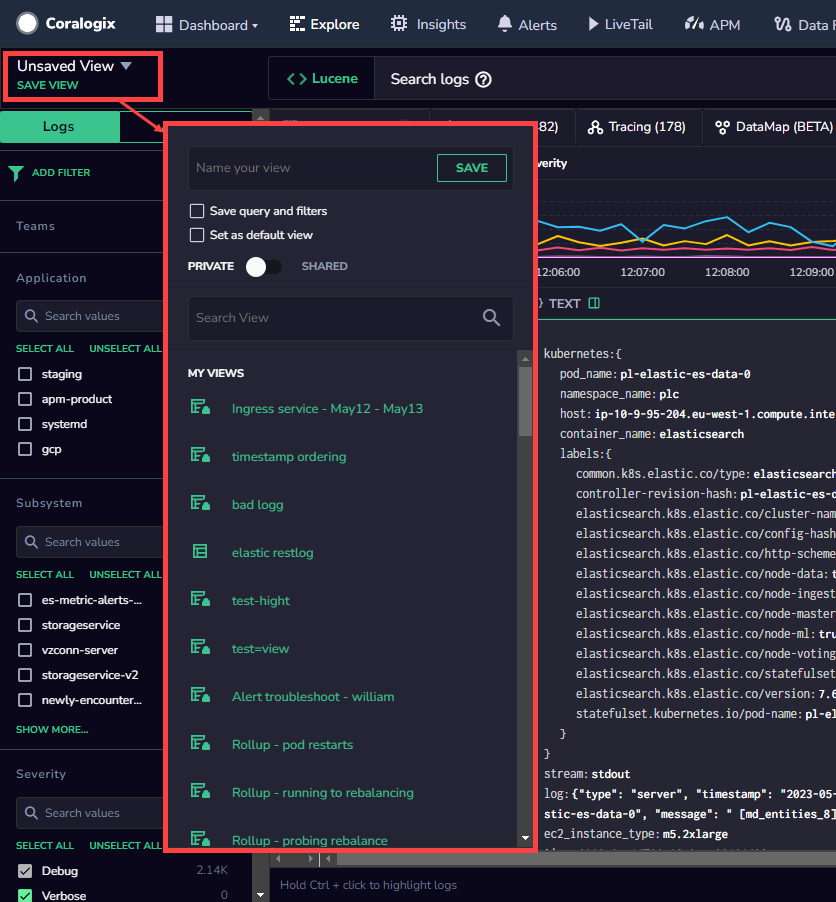 Coralogix
Dashboard
Explore
Insights
Alerts
LiveTail
APM
Data
Unsaved View
SAVE VIEW
Lucene
Search logs
Logs
82)
Tracing (178)
DataMap (BETA)
ADD FILTER
Name your view
SAVE
verity
Save query and filters
Set as default view
Teams
PRIVATE
SHARED
12:06:00
12:07:00
12:08:00
12:09:00
Application
Search values
Search View
} TEXT
SELECT ALL
UNSELECT ALL
MY VIEWS
staging
apm-product
systemd
gcp
Ingress service - May12 - May13
timestamp ordering
bad logg
elastic restlog
test-hight
test=view
Alert troubleshoot - william
Rollup - pod restarts
Rollup - running to rebalancing
Rollup - probing rebalance
Subsystem
Search values
SELECT ALL
UNSELECT ALL
es-metric-alerts-...
storageservice
vzconn-server
storageservice-v2
newly-encounter...
SHOW MORE...
Severity
Search values
SELECT ALL
UNSELECT ALL
Debug
2.14K
Verbose
0
kubernetes:{
pod_name: pl-elastic-es-data-0
namespace_name: plc
host: ip-10-9-95-204.eu-west-1.compute.inte
container_name: elasticsearch
labels:{
common.k8s.elastic.co/type: elasticsearch
controller-revision-hash: pl-elastic-es-d
elasticsearch.k8s.elastic.co/cluster-nam
elasticsearch.k8s.elastic.co/config-hash
elasticsearch.k8s.elastic.co/http-scheme
elasticsearch.k8s.elastic.co/node-data: t
elasticsearch.k8s.elastic.co/node-ingest
elasticsearch.k8s.elastic.co/node-master
elasticsearch.k8s.elastic.co/node-ml: tru
elasticsearch.k8s.elastic.co/node-voting
elasticsearch.k8s.elastic.co/statefulset
elasticsearch.k8s.elastic.co/version: 7.6
statefulset.kubernetes.io/pod-name: pl-el
}
}
stream: stdout
log: {"type": "server", "timestamp": "2023-05-
stic-es-data-0", "message": " [md_entities_8]
ec2_instance_type: m5.2xlarge
Hold Ctrl + click to highlight logs